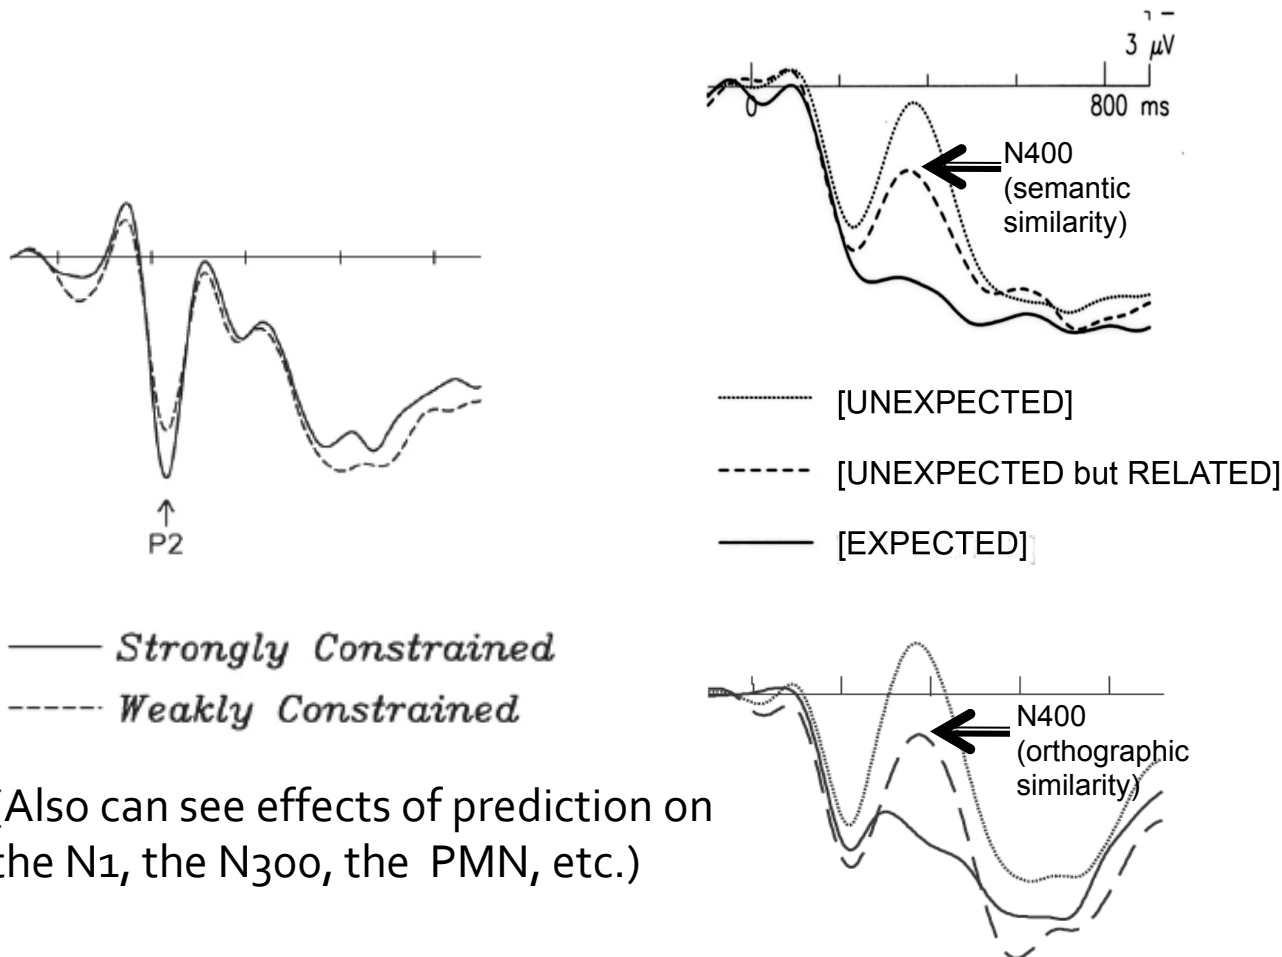 P2
Strongly Constrained
Weakly Constrained
(Also can see effects of prediction on
the N1, the N300, the PMN, etc.)
3 μV
0
800 ms
N400
(semantic
similarity)
[UNEXPECTED]
[UNEXPECTED but RELATED]
[EXPECTED]
N400
(orthographic
similarity)